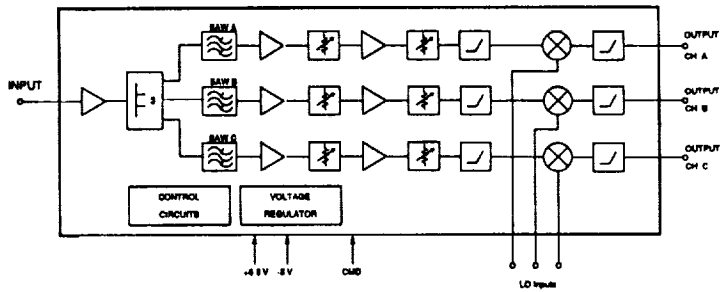 SAW A
OUTPUT
CH A
INPUT
3
SAW B
OUTPUT
CH B
SAW C
OUTPUT
CH C
CONTROL
CIRCUITS
VOLTAGE
REGULATOR
-5 V
CMD
LO Inputs